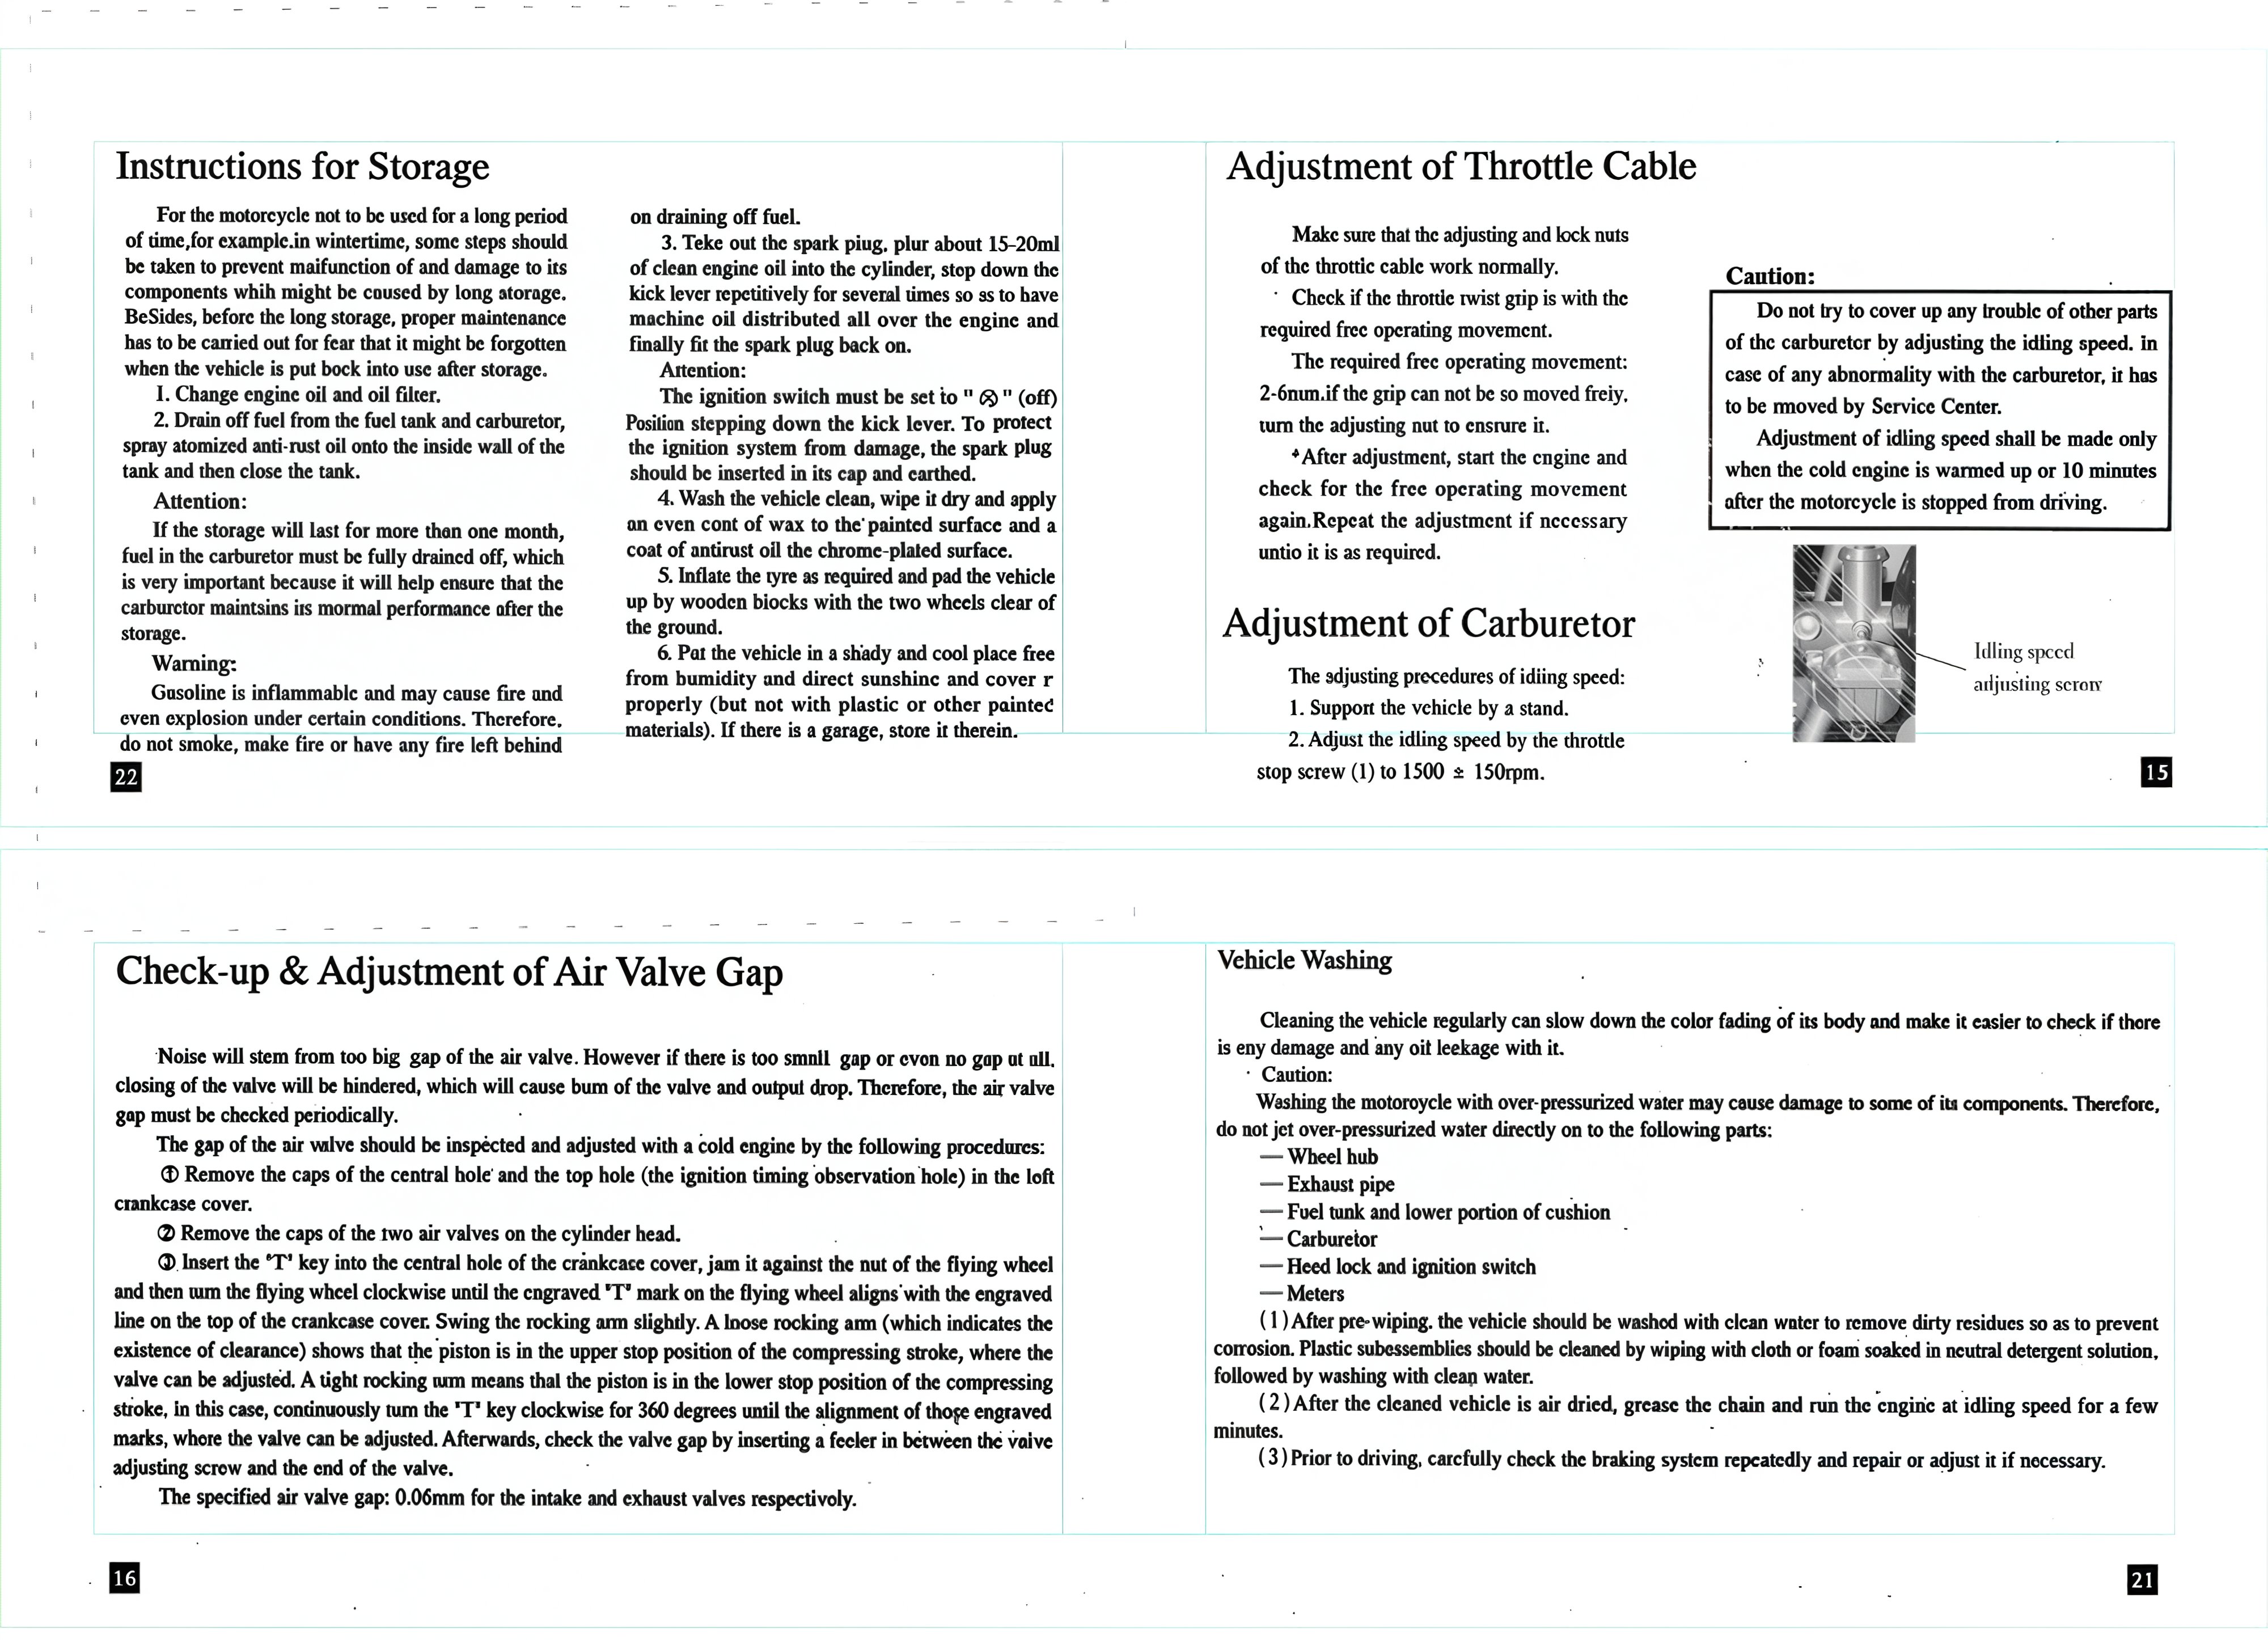 Instructions for Storage
For the motorcycle not to be used for a long period
of time,for example.in wintertime, some steps should
be taken to prevent maifunction of and damage to its
components whih might be coused by long storage.
BeSides, before the long storage, proper maintenance
has to be carried out for fear that it might be forgotten
when the vehicle is put bock into use after storage.
1. Change engine oil and oil filter.
2. Drain off fuel from the fuel tank and carburetor,
spray atomized anti-rust oil onto the inside wall of the
tank and then close the tank.
Attention:
If the storage will last for more than one month,
fuel in the carburetor must be fully drained off, which
is very important because it will help ensure that the
carburetor maintsins its mormal performance after the
storage.
Warning:
Gasoline is inflammable and may cause fire and
even explosion under certain conditions. Therefore,
do not smoke, make fire or have any fire left behind
22
on draining off fuel.
3. Teke out the spark piug. plur about 15-20ml
of clean engine oil into the cylinder, stop down the
kick lever repetitively for several times so as to have
machine oil distributed all over the engine and
finally fit the spark plug back on.
Attention:
The ignition switch must be set to " ⊗ " (off)
Position stepping down the kick lever. To protect
the ignition system from damage, the spark plug
should be inserted in its cap and earthed.
4. Wash the vehicle clean, wipe it dry and apply
an even cont of wax to the painted surface and a
coat of antirust oil the chrome-plated surface.
5. Inflate the tyre as required and pad the vehicle
up by wooden biocks with the two wheels clear of
the ground.
6. Pat the vehicle in a shady and cool place free
from bumidity and direct sunshine and cover r
properly (but not with plastic or other painted
materials). If there is a garage, store it therein.
Adjustment of Throttle Cable
Make sure that the adjusting and lock nuts
of the throttic cable work normally.
· Check if the throttle twist grip is with the
required free operating movement.
The required free operating movement:
2-6num.if the grip can not be so moved freiy,
tum the adjusting nut to ensrure it.
*After adjustment, start the engine and
check for the free operating movement
again.Repeat the adjustment if necessary
untio it is as required.
Adjustment of Carburetor
The adjusting precedures of idiing speed:
1. Support the vehicle by a stand.
2. Adjust the idling speed by the throttle
stop screw (1) to 1500 ± 150rpm.
Caution:
Do not try to cover up any trouble of other parts
of the carburetor by adjusting the idling speed. in
case of any abnormality with the carburetor, it has
to be rmoved by Service Center.
Adjustment of idling speed shall be made only
when the cold engine is warmed up or 10 minutes
after the motorcycle is stopped from driving.
Idling speed
adjusting screw
15
Check-up & Adjustment of Air Valve Gap
Noise will stem from too big gap of the air valve. However if there is too small gap or even no gap at all,
closing of the valve will be hindered, which will cause bum of the valve and output drop. Therefore, the air valve
gap must be checked periodically.
The gap of the air valve should be inspected and adjusted with a cold engine by the following procedures:
① Remove the caps of the central hole and the top hole (the ignition timing observation hole) in the loft
crankcase cover.
② Remove the caps of the two air valves on the cylinder head.
③ Insert the "T" key into the central hole of the crankcace cover, jam it against the nut of the flying wheel
and then tum the flying wheel clockwise until the engraved "T" mark on the flying wheel aligns with the engraved
line on the top of the crankcase cover. Swing the rocking arm slightly. A loose rocking arm (which indicates the
existence of clearance) shows that the piston is in the upper stop position of the compressing stroke, where the
valve can be adjusted. A tight rocking tum means thal the piston is in the lower stop position of the compressing
stroke, in this case, continuously tum the "T" key clockwise for 360 degrees until the alignment of those engraved
marks, whore the valve can be adjusted. Afterwards, check the valve gap by inserting a feeler in between the vaive
adjusting screw and the end of the valve.
The specified air valve gap: 0.06mm for the intake and exhaust valves respectivoly.
16
Vehicle Washing
Cleaning the vehicle regularly can slow down the color fading of its body and make it easier to check if thore
is eny damage and any oit leekage with it.
· Caution:
Washing the motoroycle with over-pressurized water may cause damage to some of its components. Therefore,
do not jet over-pressurized water directly on to the following parts:
— Wheel hub
— Exhaust pipe
— Fuel tunk and lower portion of cushion
— Carburetor
— Heed lock and ignition switch
— Meters
(1)After pre-wiping. the vehicle should be washod with clean water to remove dirty residues so as to prevent
corrosion. Plastic subessemblies should be cleaned by wiping with cloth or foam soaked in neutral detergent solution,
followed by washing with clean water.
(2)After the cleaned vehicle is air dried, grease the chain and run the engine at idling speed for a few
minutes.
(3)Prior to driving, carefully check the braking system repeatedly and repair or adjust it if necessary.
21